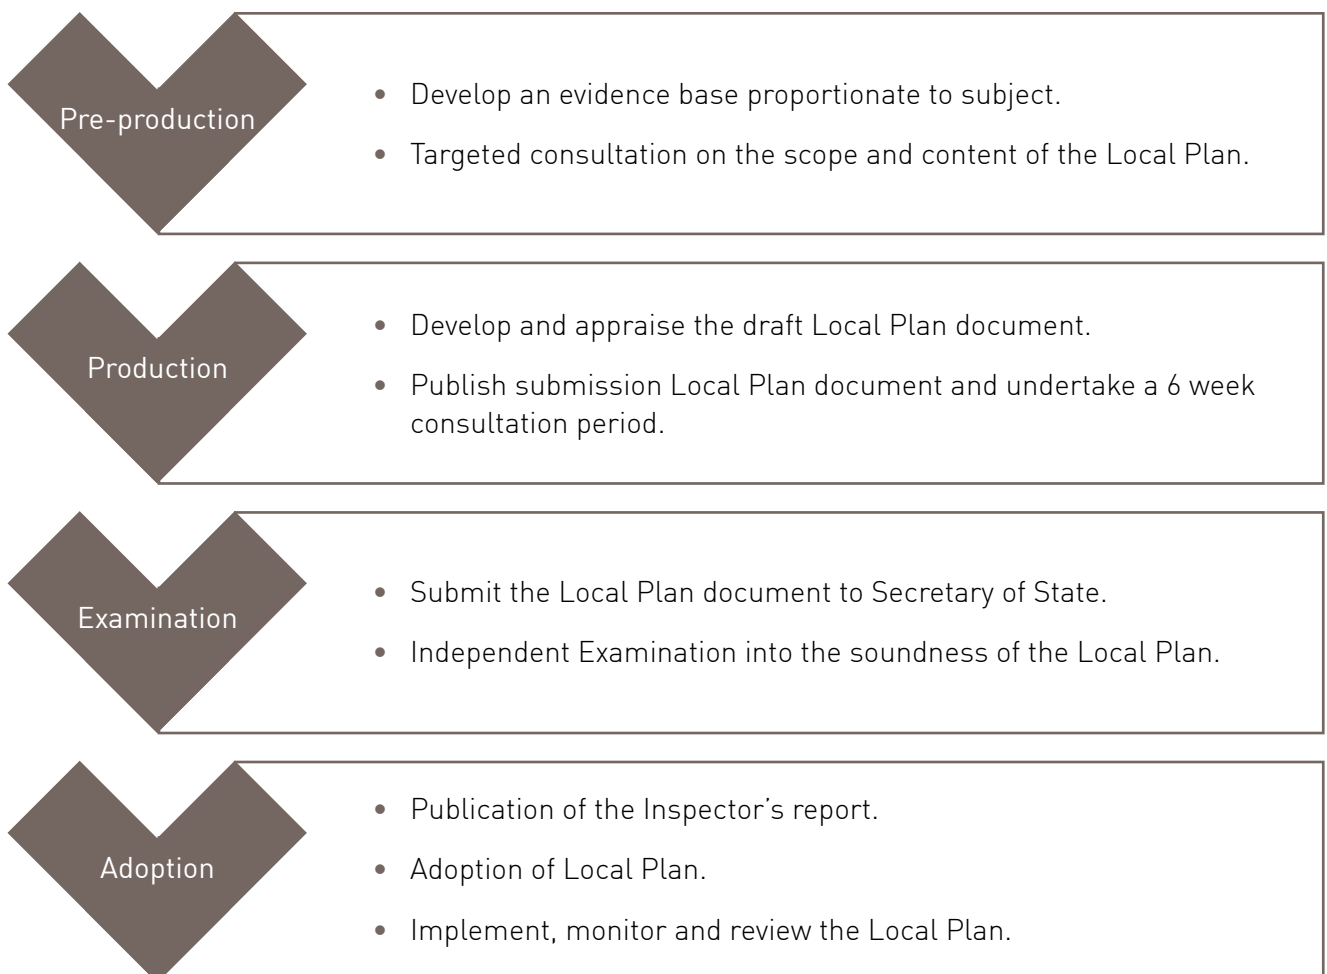 Pre-production
• Develop an evidence base proportionate to subject.
• Targeted consultation on the scope and content of the Local Plan.
Production
• Develop and appraise the draft Local Plan document.
• Publish submission Local Plan document and undertake a 6 week
consultation period.
Examination
• Submit the Local Plan document to Secretary of State.
• Independent Examination into the soundness of the Local Plan.
Adoption
• Publication of the Inspector’s report.
• Adoption of Local Plan.
• Implement, monitor and review the Local Plan.